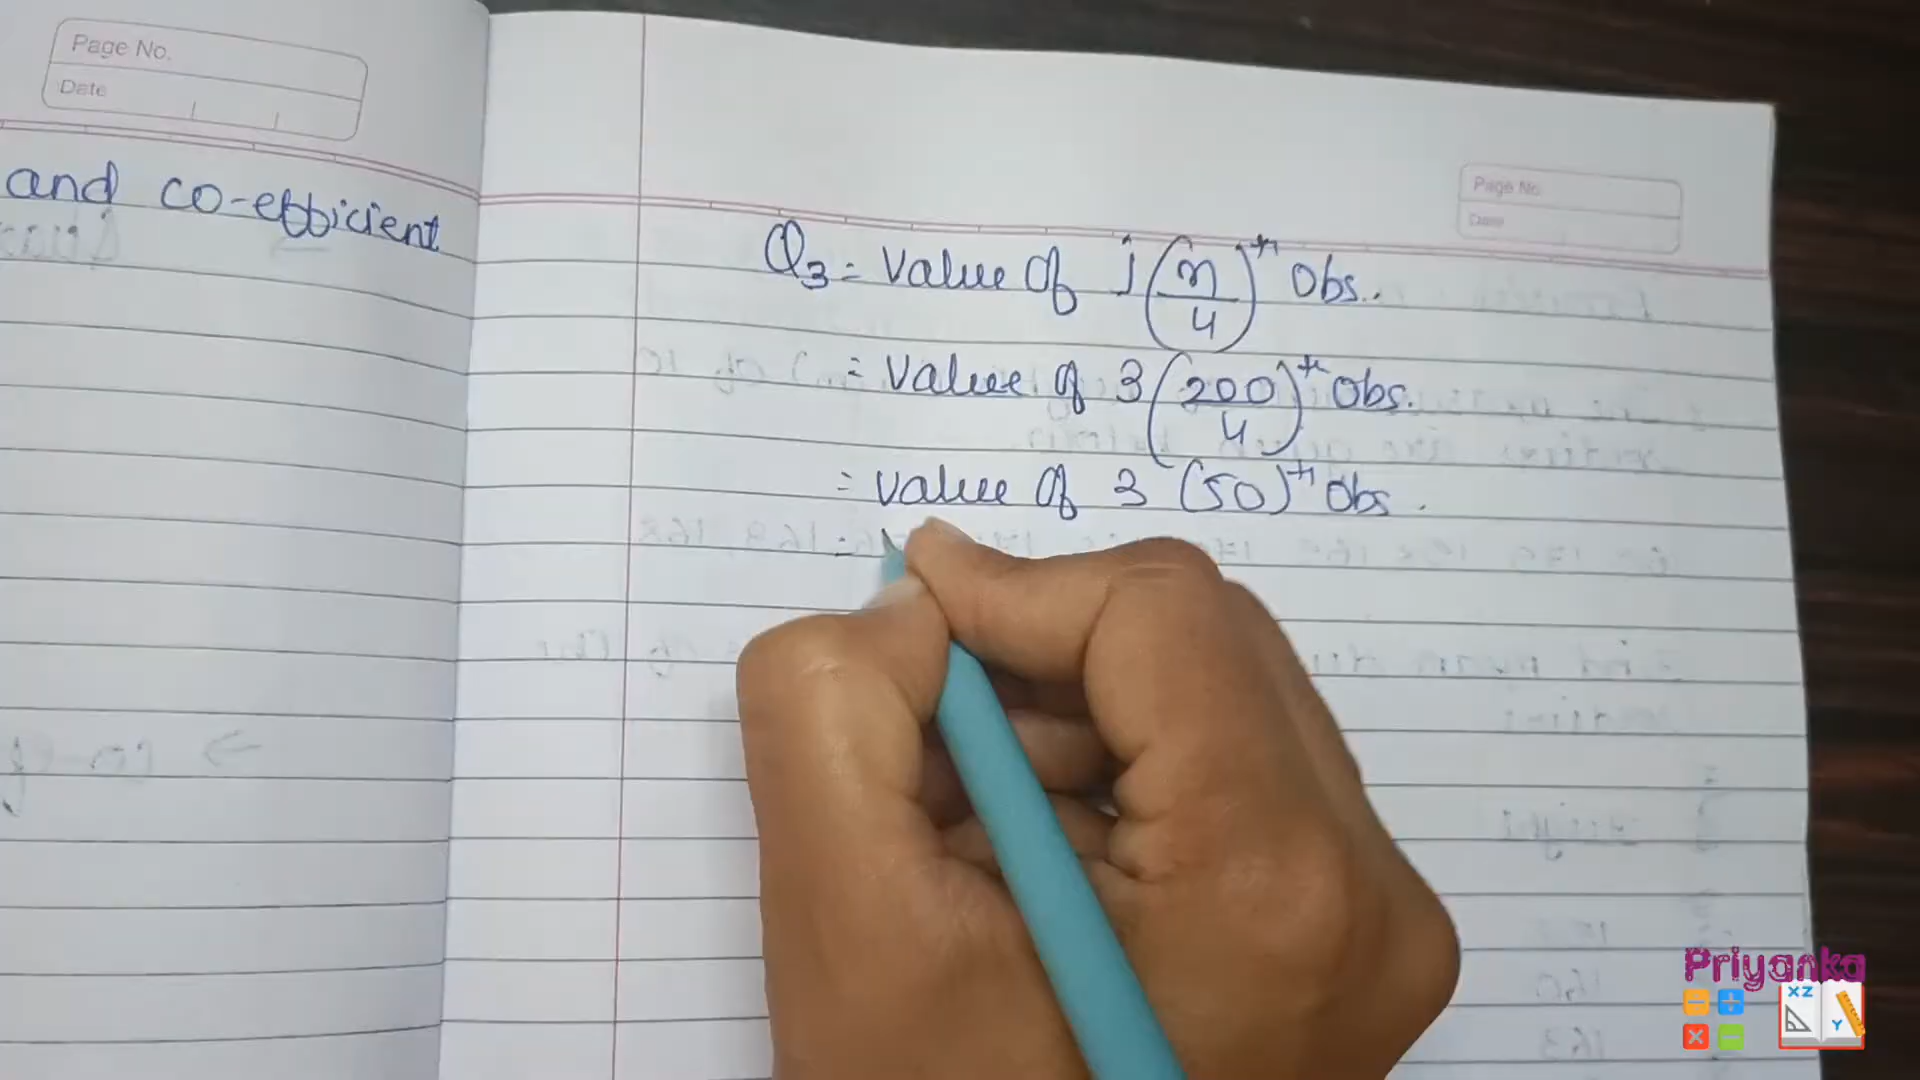 Page No.
Date
and co-efficient
Page No.
Date
Q3 = Value of j (n/4)th Obs.
= Value of 3 (200/4)th Obs.
= Value of 3 (50)th Obs.
=
Priyanka
XZ
Y